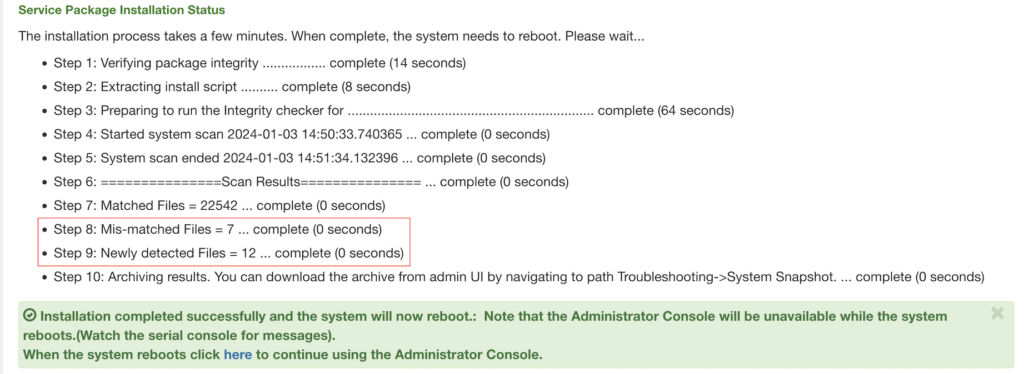 Service Package Installation Status
The installation process takes a few minutes. When complete, the system needs to reboot. Please wait...
• Step 1: Verifying package integrity ................ complete (14 seconds)
• Step 2: Extracting install script .......... complete (8 seconds)
• Step 3: Preparing to run the Integrity checker for .................................................................. complete (64 seconds)
• Step 4: Started system scan 2024-01-03 14:50:33.740365 ... complete (0 seconds)
• Step 5: System scan ended 2024-01-03 14:51:34.132396 ... complete (0 seconds)
• Step 6: ===============Scan Results=============== ... complete (0 seconds)
• Step 7: Matched Files = 22542 ... complete (0 seconds)
• Step 8: Mis-matched Files = 7 ... complete (0 seconds)
• Step 9: Newly detected Files = 12 ... complete (0 seconds)
• Step 10: Archiving results. You can download the archive from admin UI by navigating to path Troubleshooting->System Snapshot. ... complete (0 seconds)
Installation completed successfully and the system will now reboot.: Note that the Administrator Console will be unavailable while the system
reboots.(Watch the serial console for messages).
When the system reboots click here to continue using the Administrator Console.